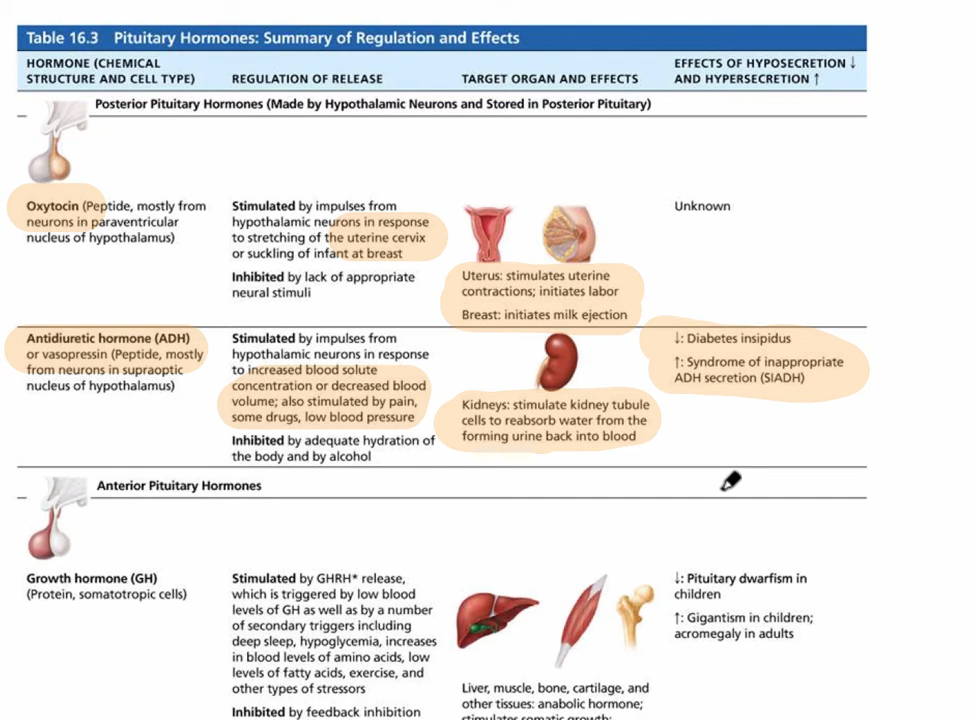 Table 16.3 Pituitary Hormones: Summary of Regulation and Effects
HORMONE (CHEMICAL
STRUCTURE AND CELL TYPE)
REGULATION OF RELEASE
TARGET ORGAN AND EFFECTS
EFFECTS OF HYPOSECRETION ↓
AND HYPERSECRETION ↑
Posterior Pituitary Hormones (Made by Hypothalamic Neurons and Stored in Posterior Pituitary)
Oxytocin (Peptide, mostly from
neurons in paraventricular
nucleus of hypothalamus)
Stimulated by impulses from
hypothalamic neurons in response
to stretching of the uterine cervix
or suckling of infant at breast
Inhibited by lack of appropriate
neural stimuli
Uterus: stimulates uterine
contractions; initiates labor
Breast: initiates milk ejection
Unknown
Antidiuretic hormone (ADH)
or vasopressin (Peptide, mostly
from neurons in supraoptic
nucleus of hypothalamus)
Stimulated by impulses from
hypothalamic neurons in response
to increased blood solute
concentration or decreased blood
volume; also stimulated by pain,
some drugs, low blood pressure
Inhibited by adequate hydration of
the body and by alcohol
Kidneys: stimulate kidney tubule
cells to reabsorb water from the
forming urine back into blood
↓: Diabetes insipidus
↑: Syndrome of inappropriate
ADH secretion (SIADH)
Anterior Pituitary Hormones
Growth hormone (GH)
(Protein, somatotropic cells)
Stimulated by GHRH* release,
which is triggered by low blood
levels of GH as well as by a number
of secondary triggers including
deep sleep, hypoglycemia, increases
in blood levels of amino acids, low
levels of fatty acids, exercise, and
other types of stressors
Inhibited by feedback inhibition
Liver, muscle, bone, cartilage, and
other tissues: anabolic hormone;
stimulates somatic growth;
↓: Pituitary dwarfism in
children
↑: Gigantism in children;
acromegaly in adults